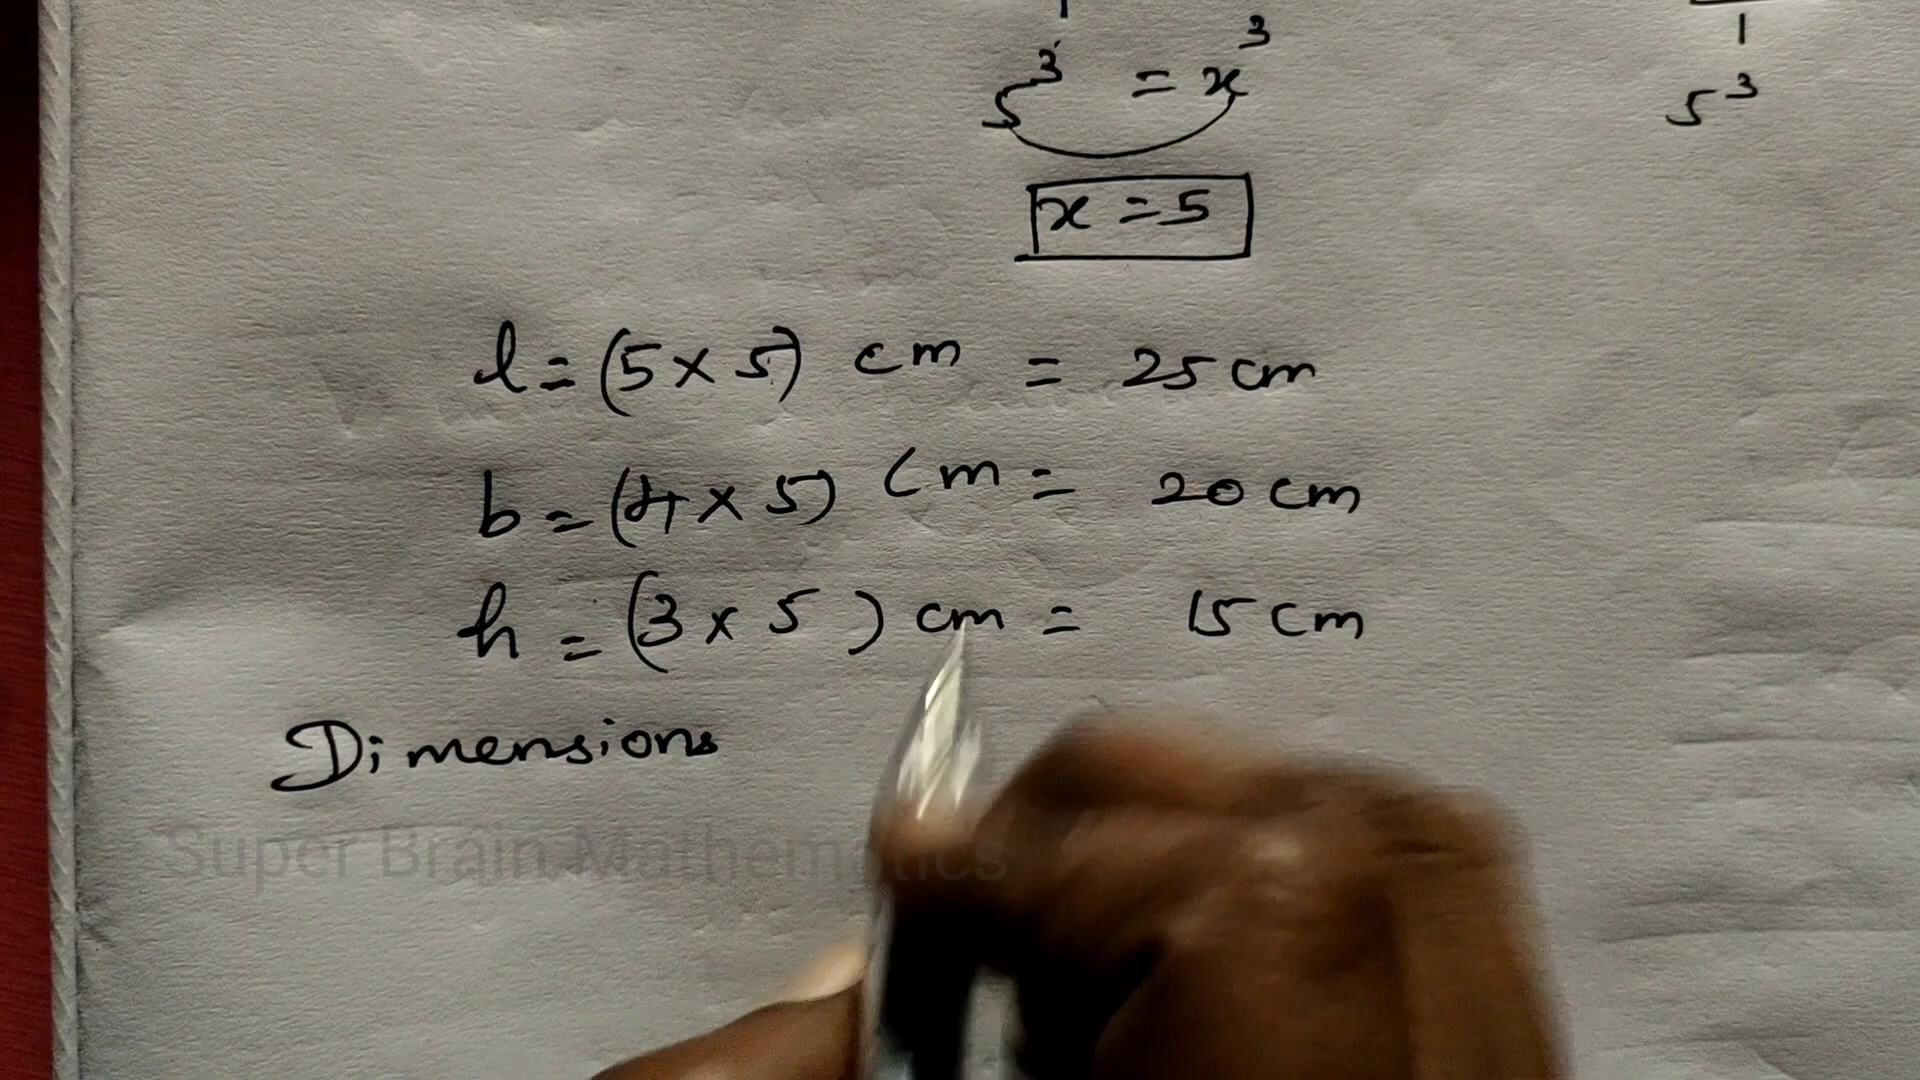 5³ = x³
1
5³
x = 5
l = (5 × 5) cm = 25 cm
b = (4 × 5) cm = 20 cm
h = (3 × 5) cm = 15 cm
Dimensions
Super Brain Mathematics